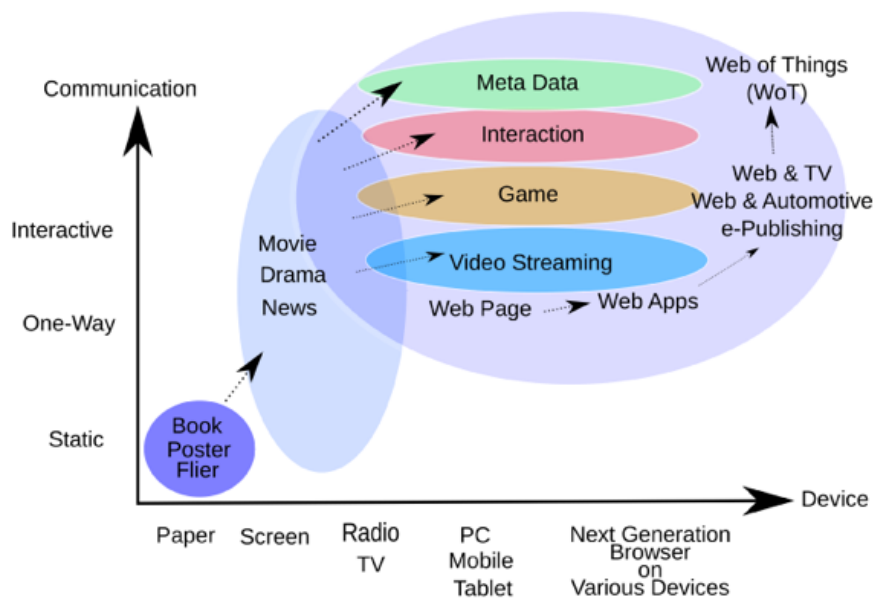 Communication
Interactive
One-Way
Static
Book
Poster
Flier
Movie
Drama
News
Meta Data
Interaction
Game
Video Streaming
Web Page
Web Apps
Web of Things
(WoT)
Web & TV
Web & Automotive
e-Publishing
Device
Paper
Screen
Radio
TV
PC
Mobile
Tablet
Next Generation
Browser
on
Various Devices